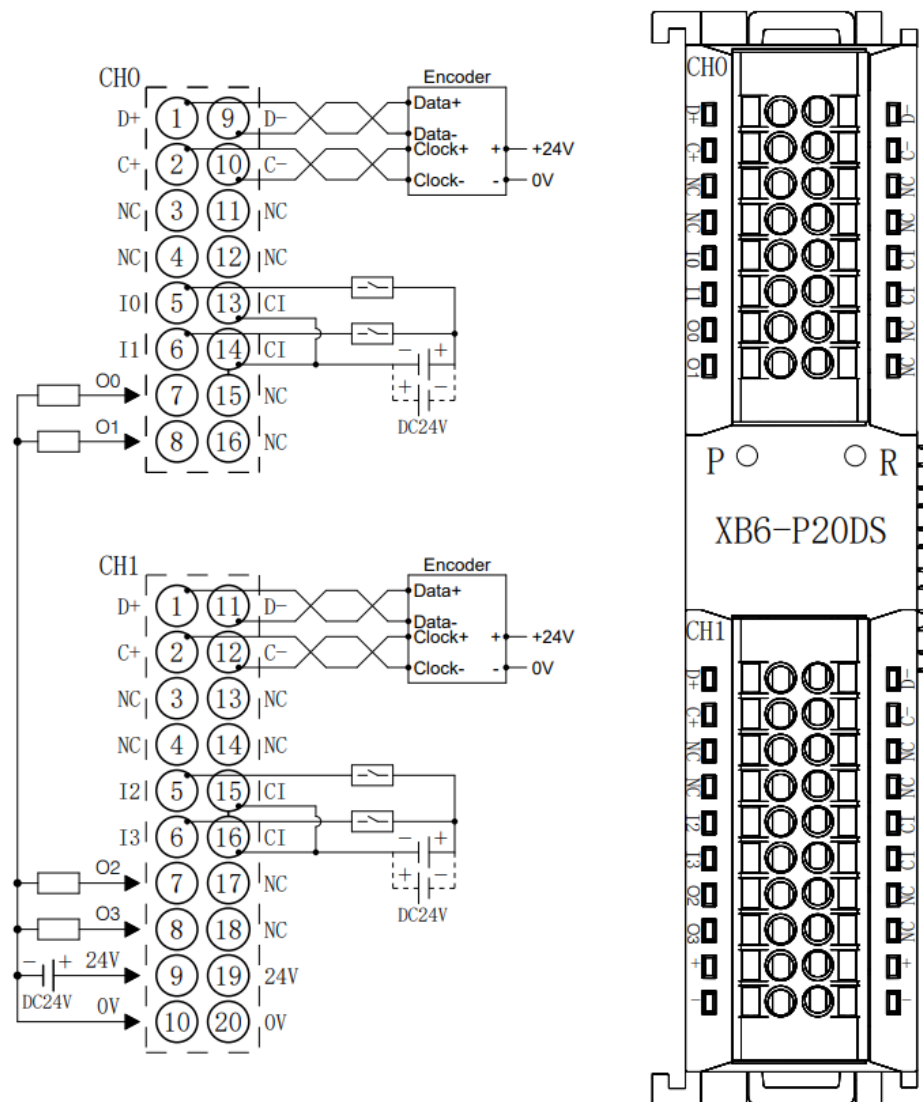 CH0
Encoder
D+ 1 9 D- Data+
Data-
C+ 2 10 C- Clock+ + +24V
Clock- - 0V
NC 3 11 NC
NC 4 12 NC
I0 5 13 CI
I1 6 14 CI - +
+ -
O0 7 15 NC
DC24V
O1 8 16 NC
CH1
Encoder
D+ 1 11 D- Data+
Data-
C+ 2 12 C- Clock+ + +24V
Clock- - 0V
NC 3 13 NC
NC 4 14 NC
I2 5 15 CI
I3 6 16 CI - +
+ -
O2 7 17 NC
DC24V
O3 8 18 NC
- + 24V 9 19 24V
DC24V
0V 10 20 0V
CH0
D+ D-
C+ C-
NC NC
NC NC
I0 CI
I1 CI
O0 NC
O1 NC
P R
XB6-P20DS
CH1
D+ D-
C+ C-
NC NC
NC NC
I2 CI
I3 CI
O2 NC
O3 NC
+ +
- -